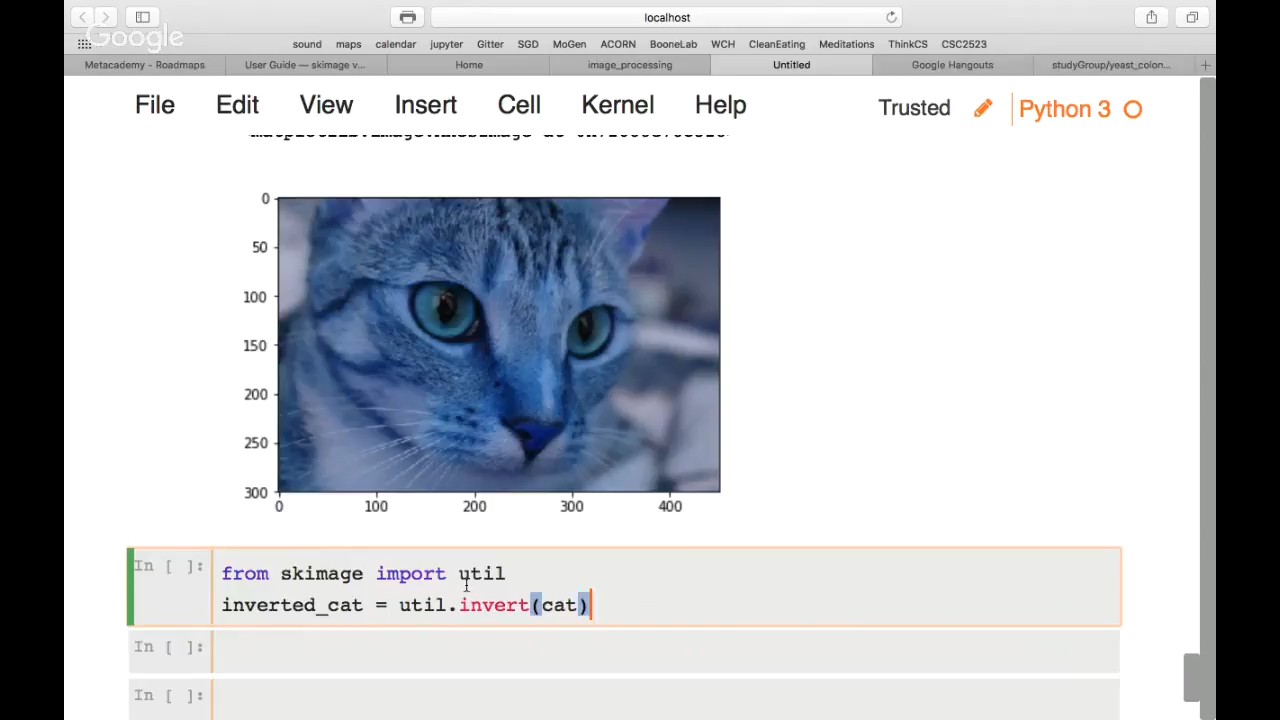 localhost
Google
sound maps calendar jupyter Gitter SGD MoGen ACORN BooneLab WCH CleanEating Meditations ThinkCS CSC2523
Metacademy - Roadmaps User Guide — skimage v... Home image_processing Untitled Google Hangouts studyGroup/yeast_colon...
File Edit View Insert Cell Kernel Help Trusted Python 3
0
50
100
150
200
250
300
0 100 200 300 400
In [ ]: from skimage import util
inverted_cat = util.invert(cat)
In [ ]:
In [ ]: